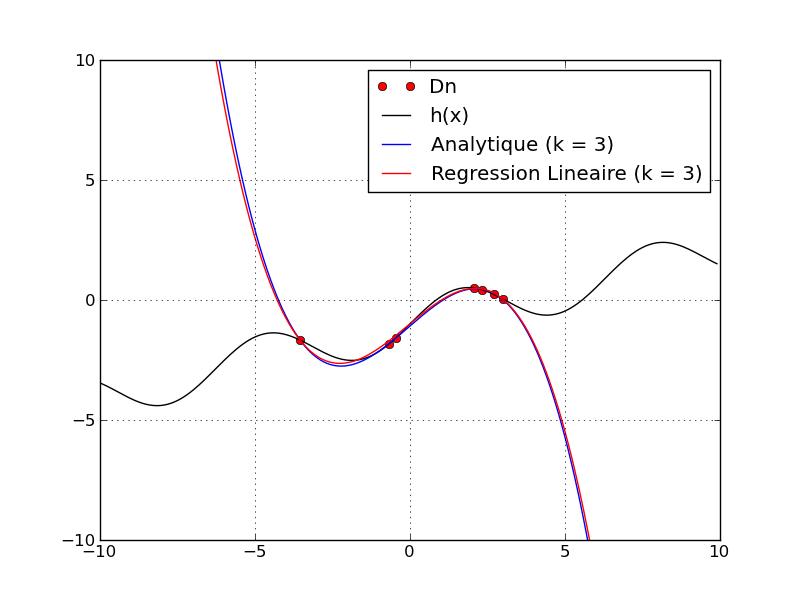 10
5
0
−5
−10
−10
−5
0
5
10
Dn
h(x)
Analytique (k = 3)
Regression Lineaire (k = 3)